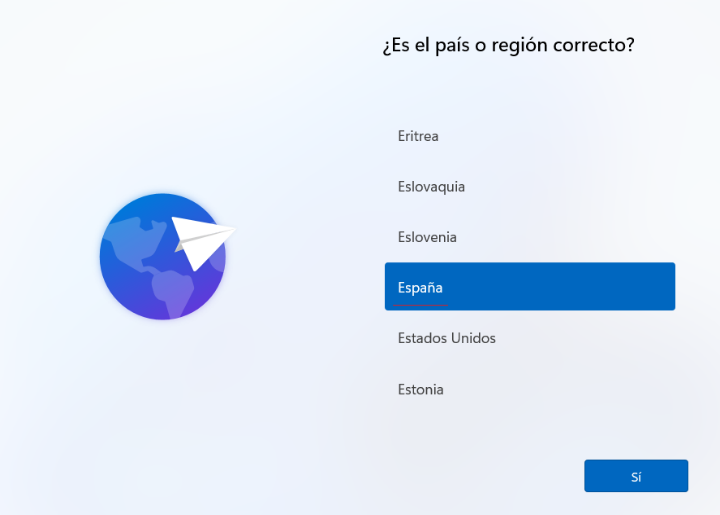 ¿Es el país o región correcto?
Eritrea
Eslovaquia
Eslovenia
España
Estados Unidos
Estonia
Sí